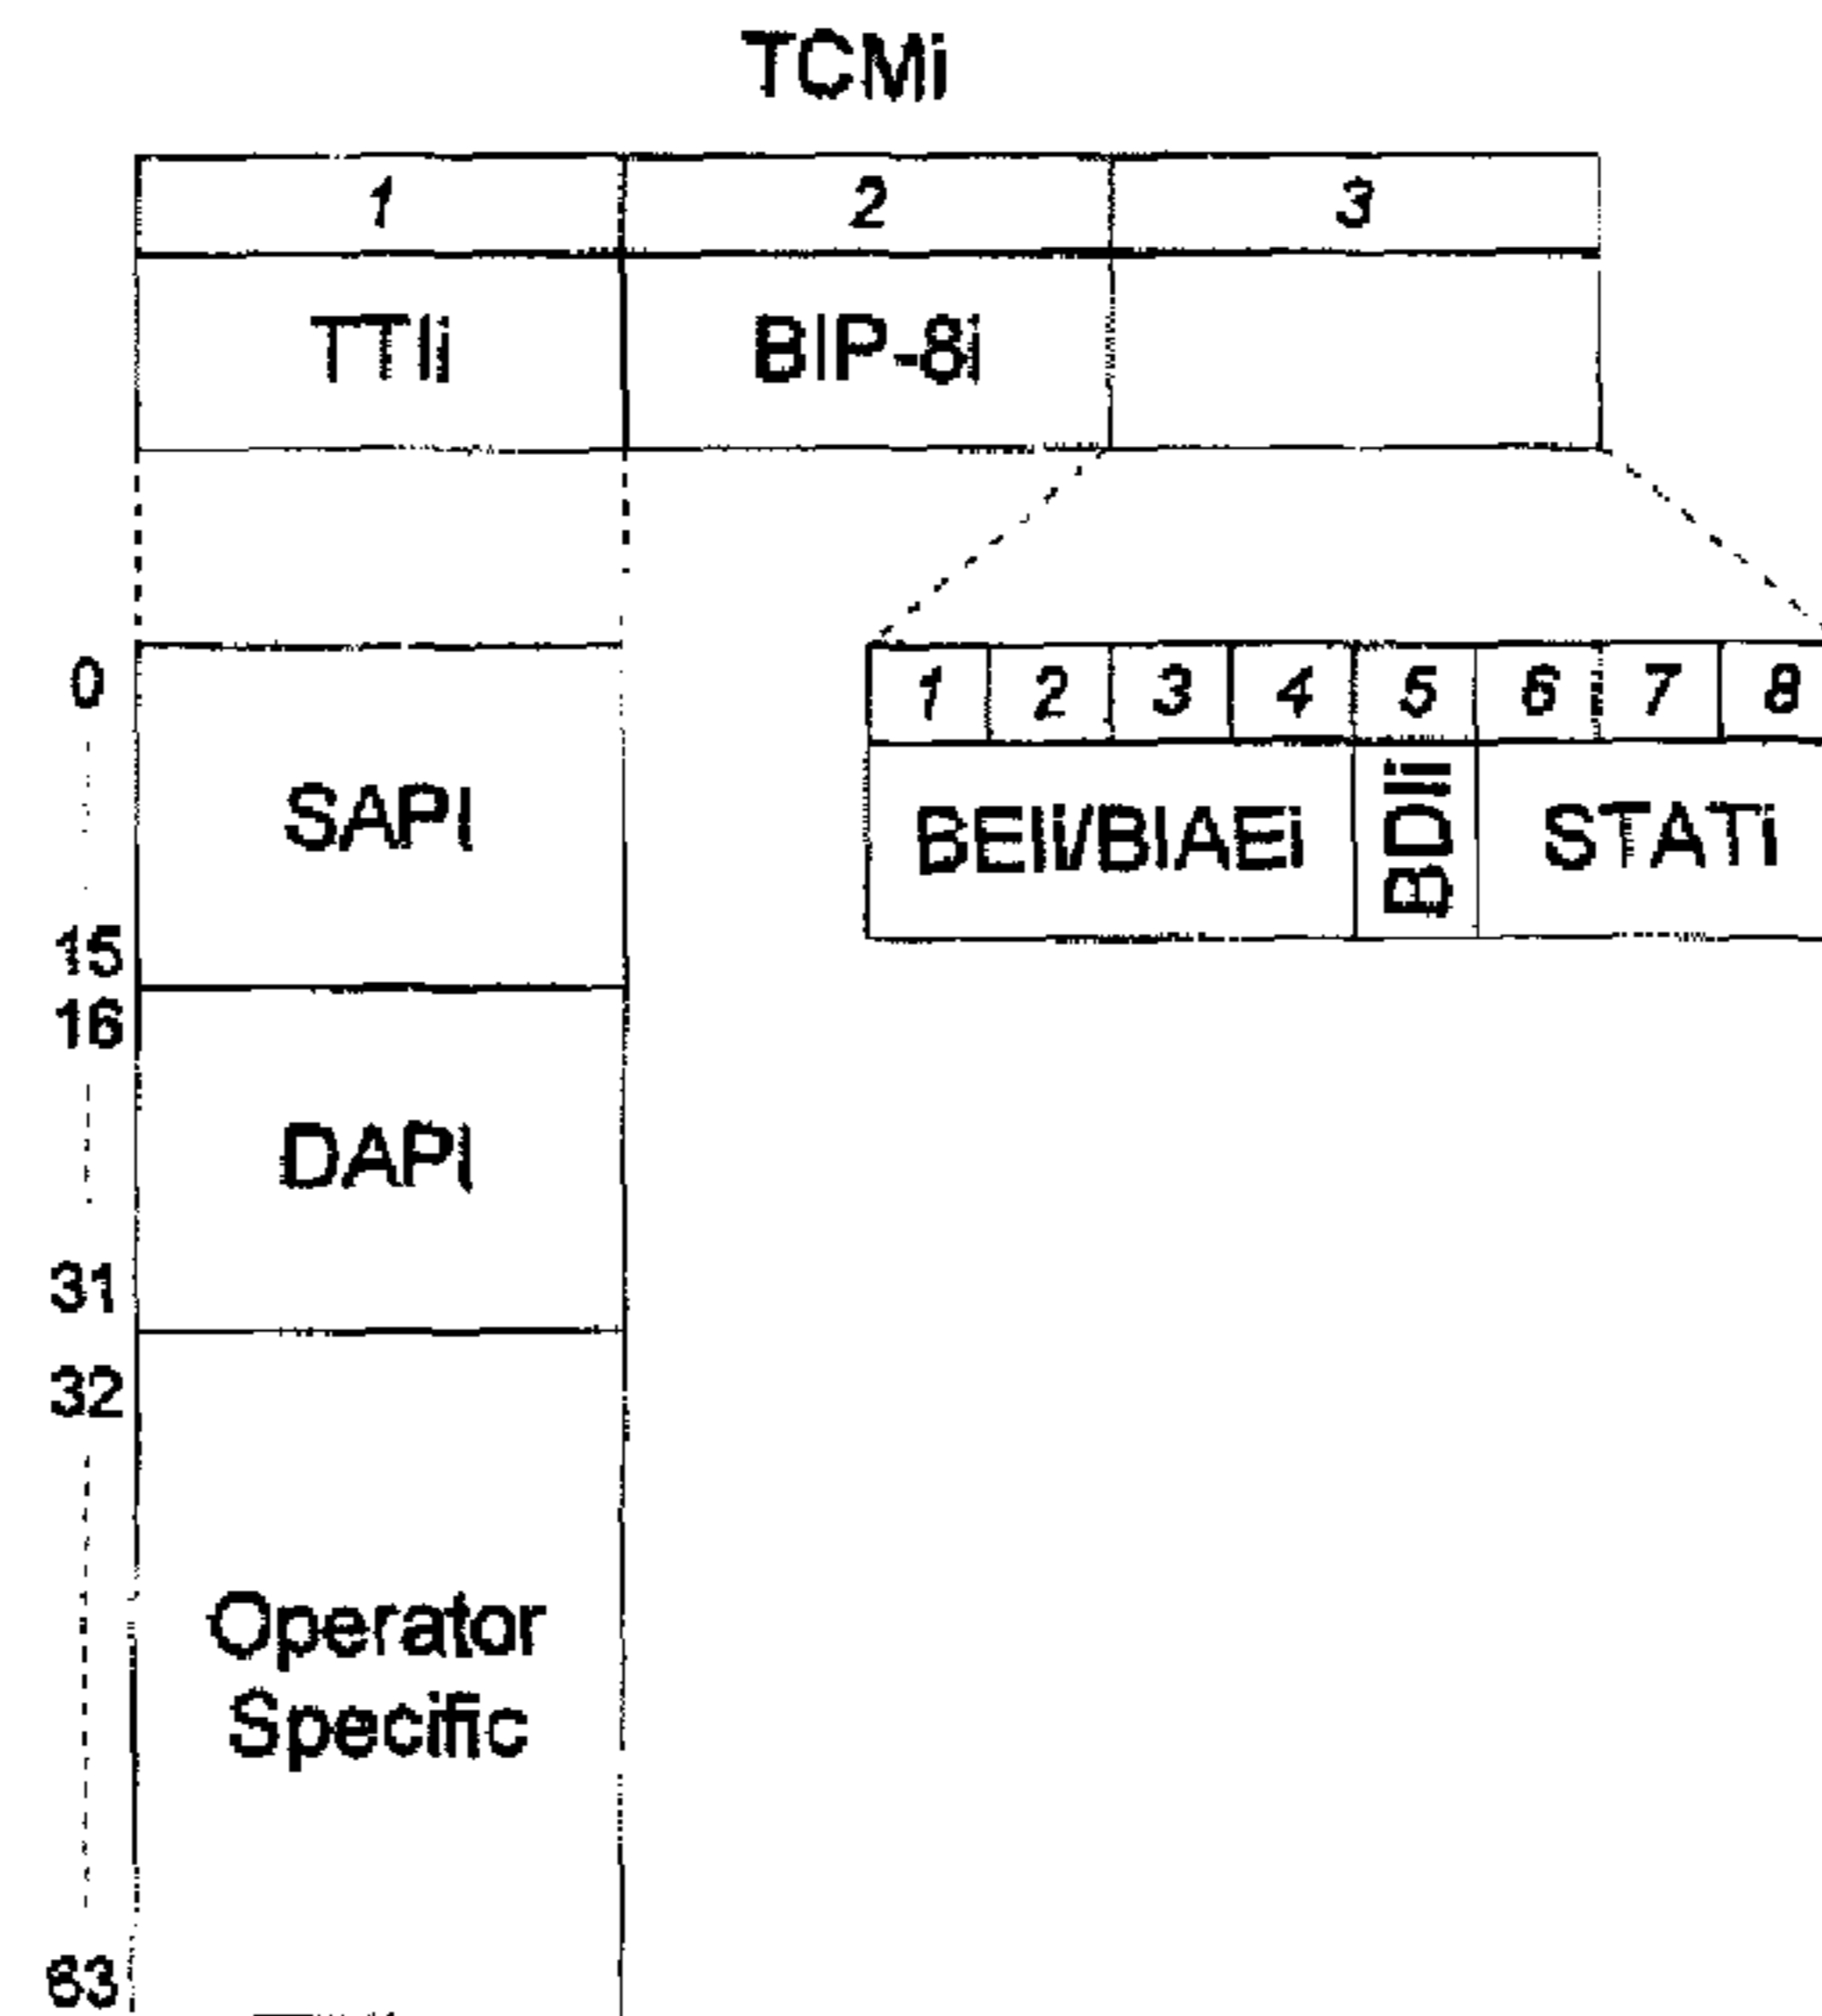 TCMi
1 2 3
TTIi BIP-8i
0 1 2 3 4 5 6 7 8
SAPI BEIi/BIAEi BDIi STATi
15
16
DAPI
31
32
Operator
Specific
63